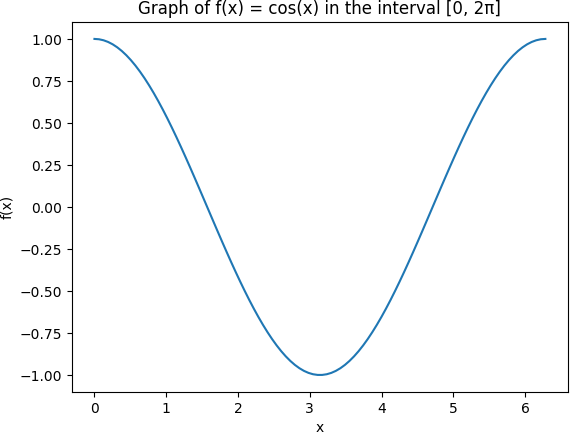 Graph of f(x) = cos(x) in the interval [0, 2π]
1.00
0.75
0.50
0.25
0.00
−0.25
−0.50
−0.75
−1.00
f(x)
0 1 2 3 4 5 6
x